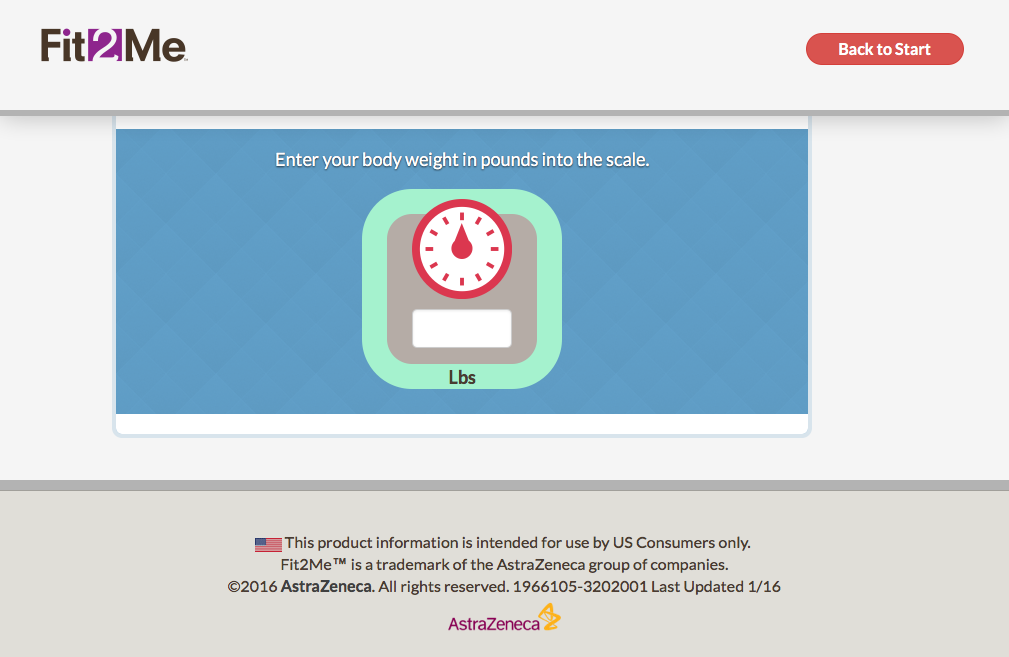 Fit2Me™
Back to Start
Enter your body weight in pounds into the scale.
Lbs
This product information is intended for use by US Consumers only.
Fit2Me™ is a trademark of the AstraZeneca group of companies.
©2016 AstraZeneca. All rights reserved. 1966105-3202001 Last Updated 1/16
AstraZeneca